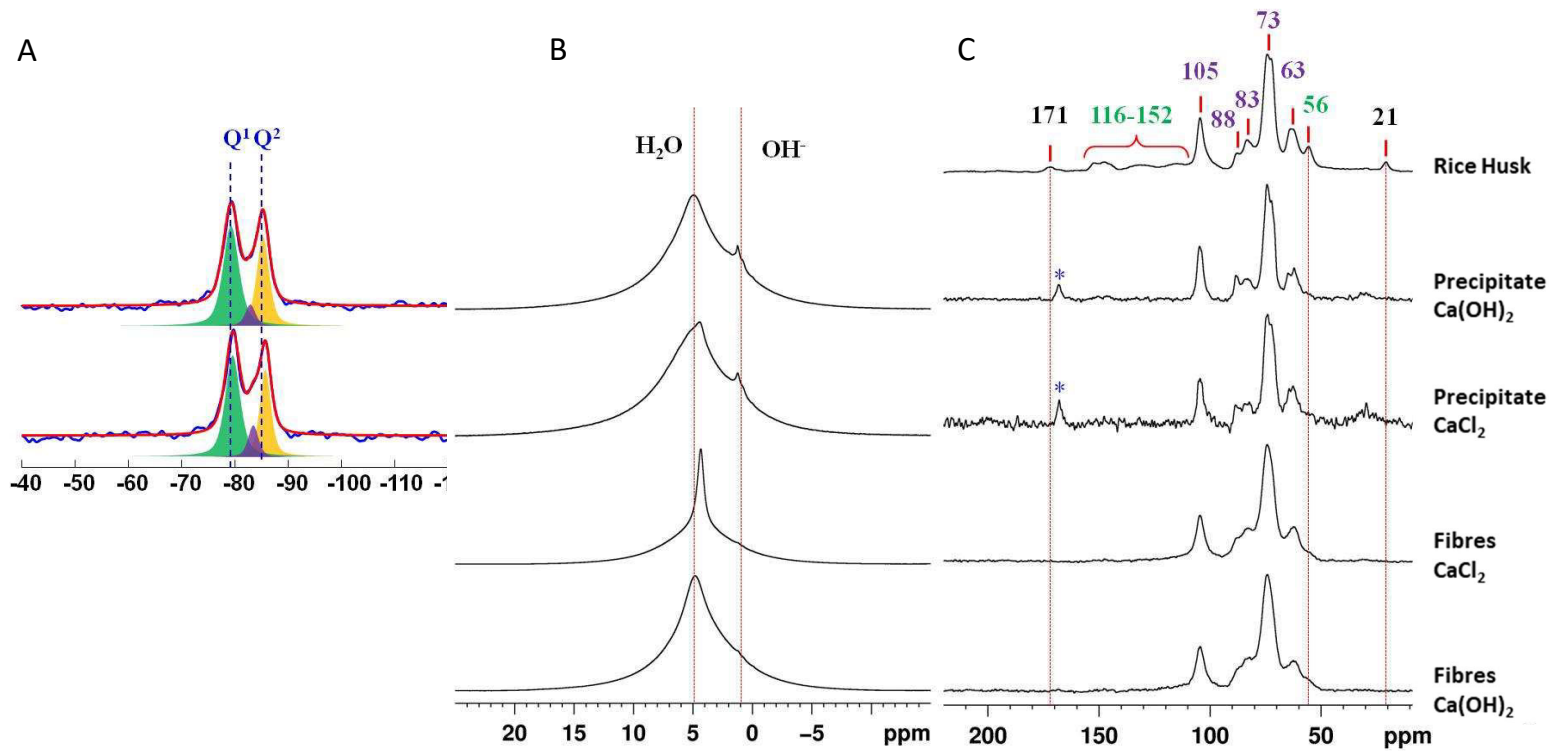 A
Q¹ Q²
-40 -50 -60 -70 -80 -90 -100 -110 -1
B
H₂O OH⁻
20 15 10 5 0 -5 ppm
C
73
105 63
83
171 116-152 88 56 21
Rice Husk
*
Precipitate
Ca(OH)₂
*
Precipitate
CaCl₂
Fibres
CaCl₂
Fibres
Ca(OH)₂
200 150 100 50 ppm